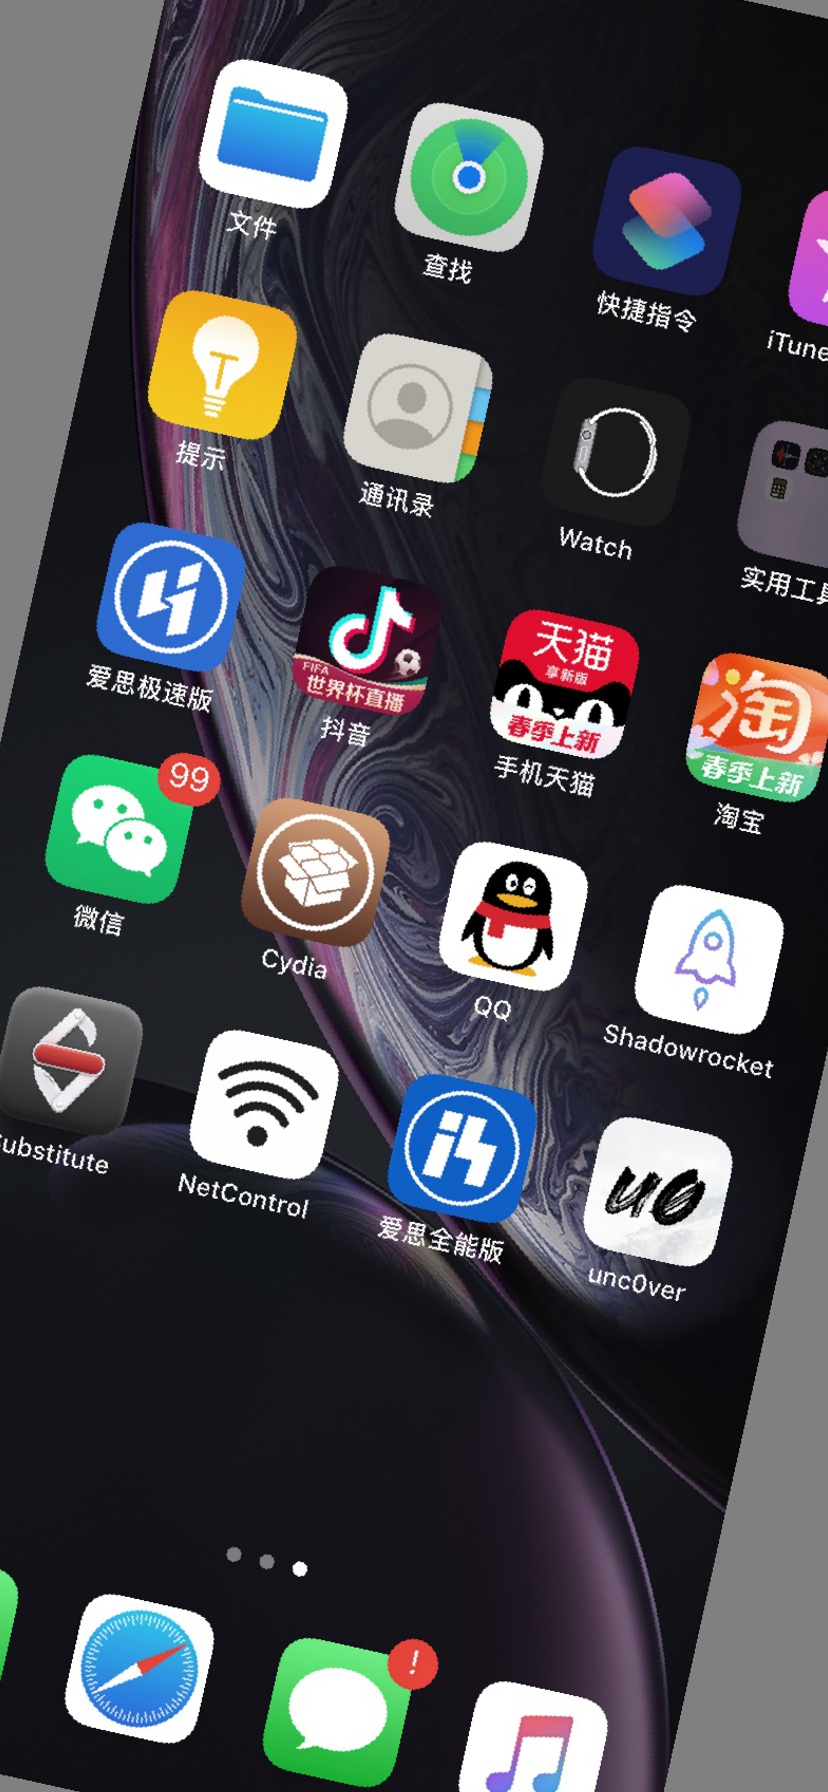 文件
查找
快捷指令
iTune
提示
通讯录
Watch
实用工具
爱思极速版
FIFA
世界杯直播
抖音
天猫
享新版
春季上新
手机天猫
淘
春季上新
淘宝
99
微信
Cydia
QQ
Shadowrocket
ubstitute
NetControl
爱思全能版
u0
unc0ver
!